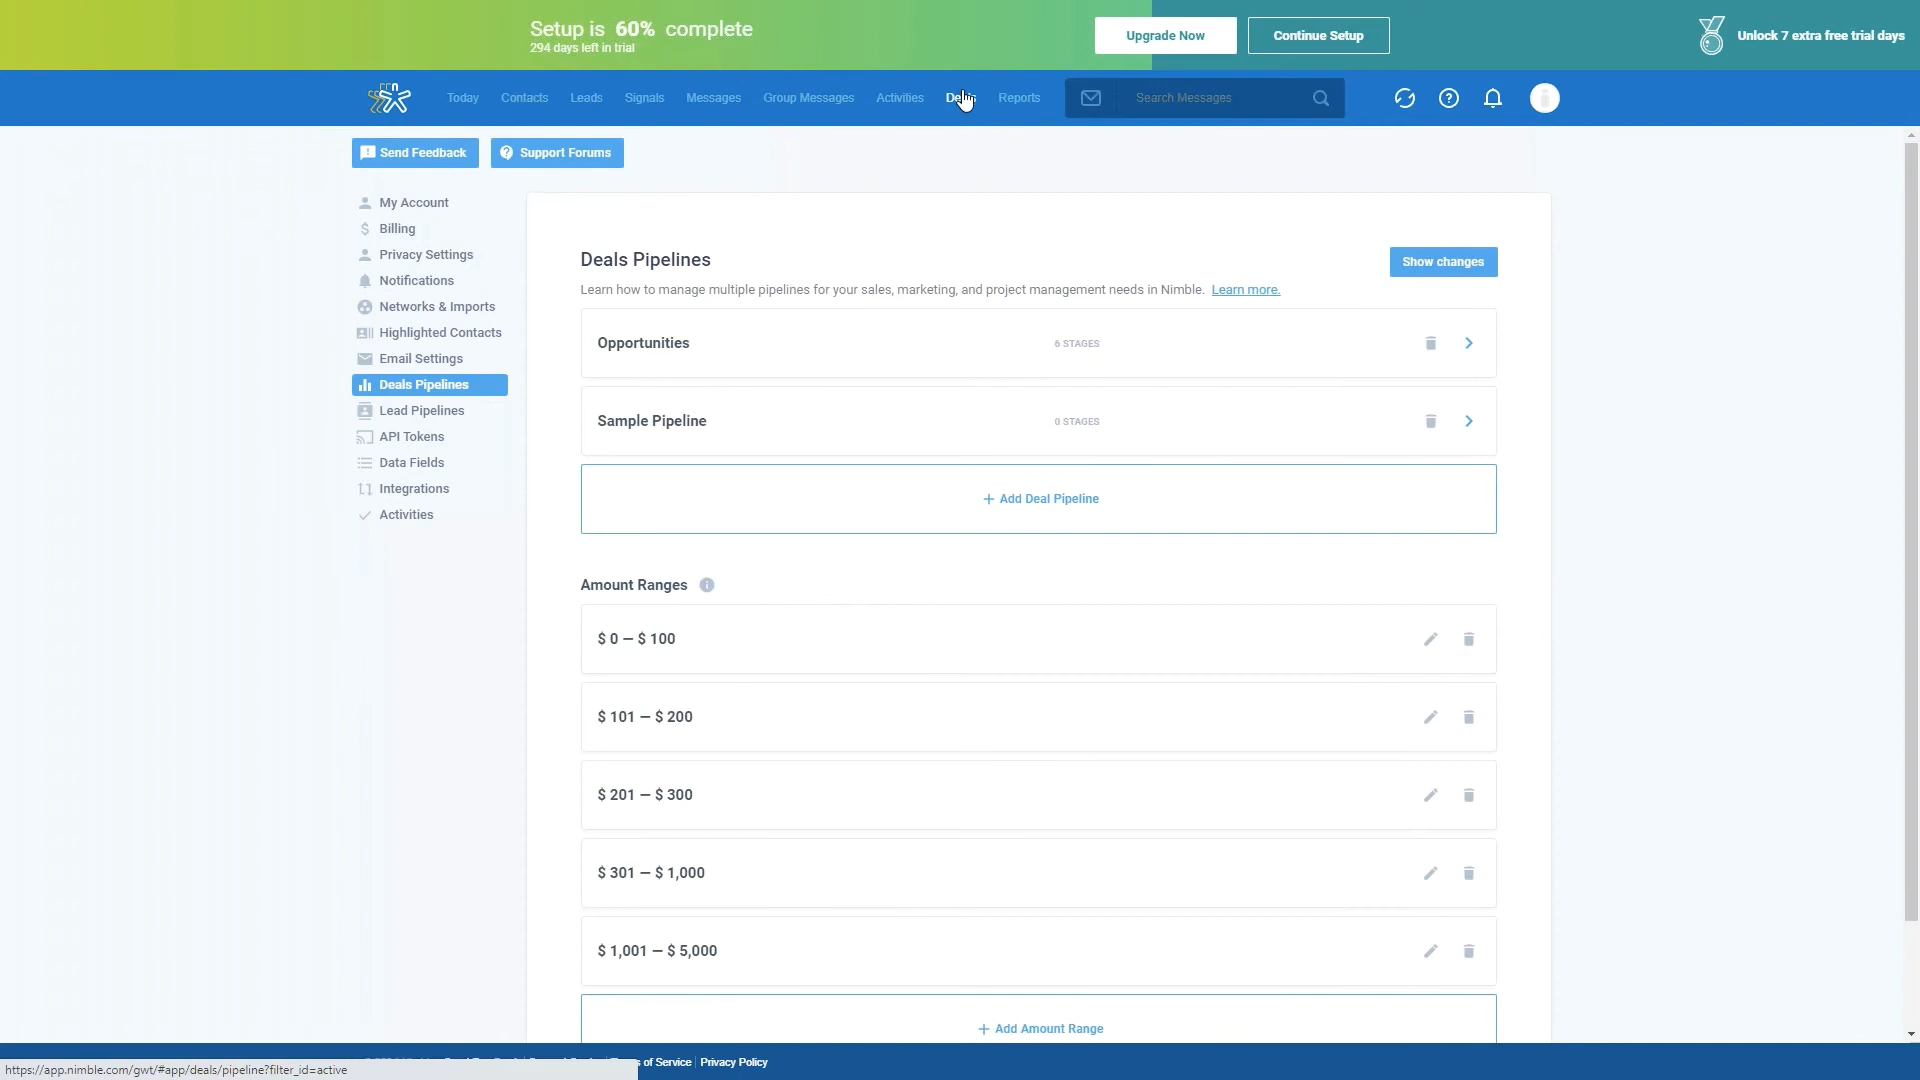 Setup is 60% complete
294 days left in trial
Upgrade Now
Continue Setup
Unlock 7 extra free trial days
Today
Contacts
Leads
Signals
Messages
Group Messages
Activities
Reports
Search Messages
Send Feedback
Support Forums
My Account
Billing
Privacy Settings
Notifications
Networks & Imports
Highlighted Contacts
Email Settings
Deals Pipelines
Lead Pipelines
API Tokens
Data Fields
Integrations
Activities
Deals Pipelines
Show changes
Learn how to manage multiple pipelines for your sales, marketing, and project management needs in Nimble. Learn more.
Opportunities
6 STAGES
Sample Pipeline
0 STAGES
+ Add Deal Pipeline
Amount Ranges
$ 0 — $ 100
$ 101 — $ 200
$ 201 — $ 300
$ 301 — $ 1,000
$ 1,001 — $ 5,000
+ Add Amount Range
of Service | Privacy Policy
https://app.nimble.com/gwt/#app/deals/pipeline?filter_id=active